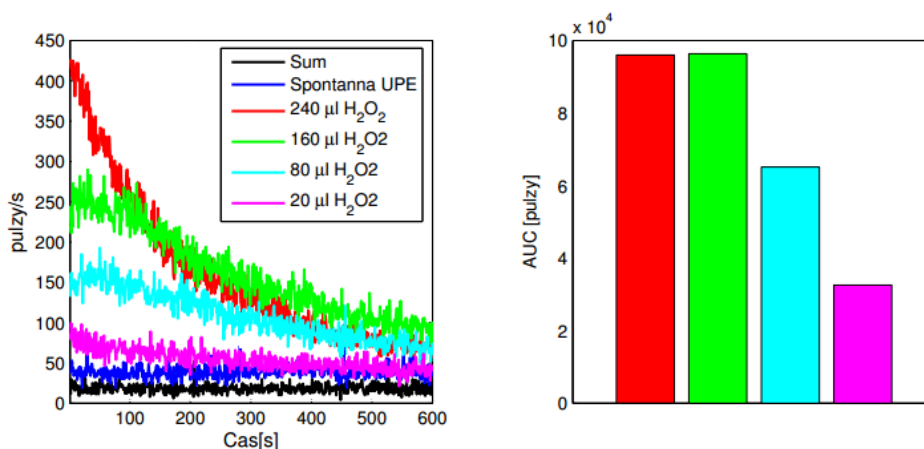 450
400
350
300
250
200
150
100
50
0
pulzy/s
100
200
300
400
500
600
Cas[s]
Sum
Spontanna UPE
240 µl H₂O₂
160 µl H₂O2
80 µl H₂O2
20 µl H₂O2
x 10⁴
10
8
6
4
2
0
AUC [pulzy]